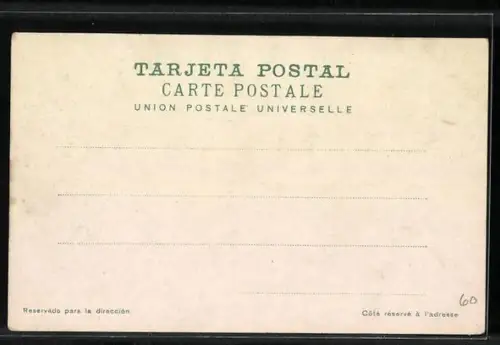 TARJETA POSTAL
CARTE POSTALE
UNION POSTALE UNIVERSELLE
60
Reservado para la dirección
Côté réservé à l'adresse